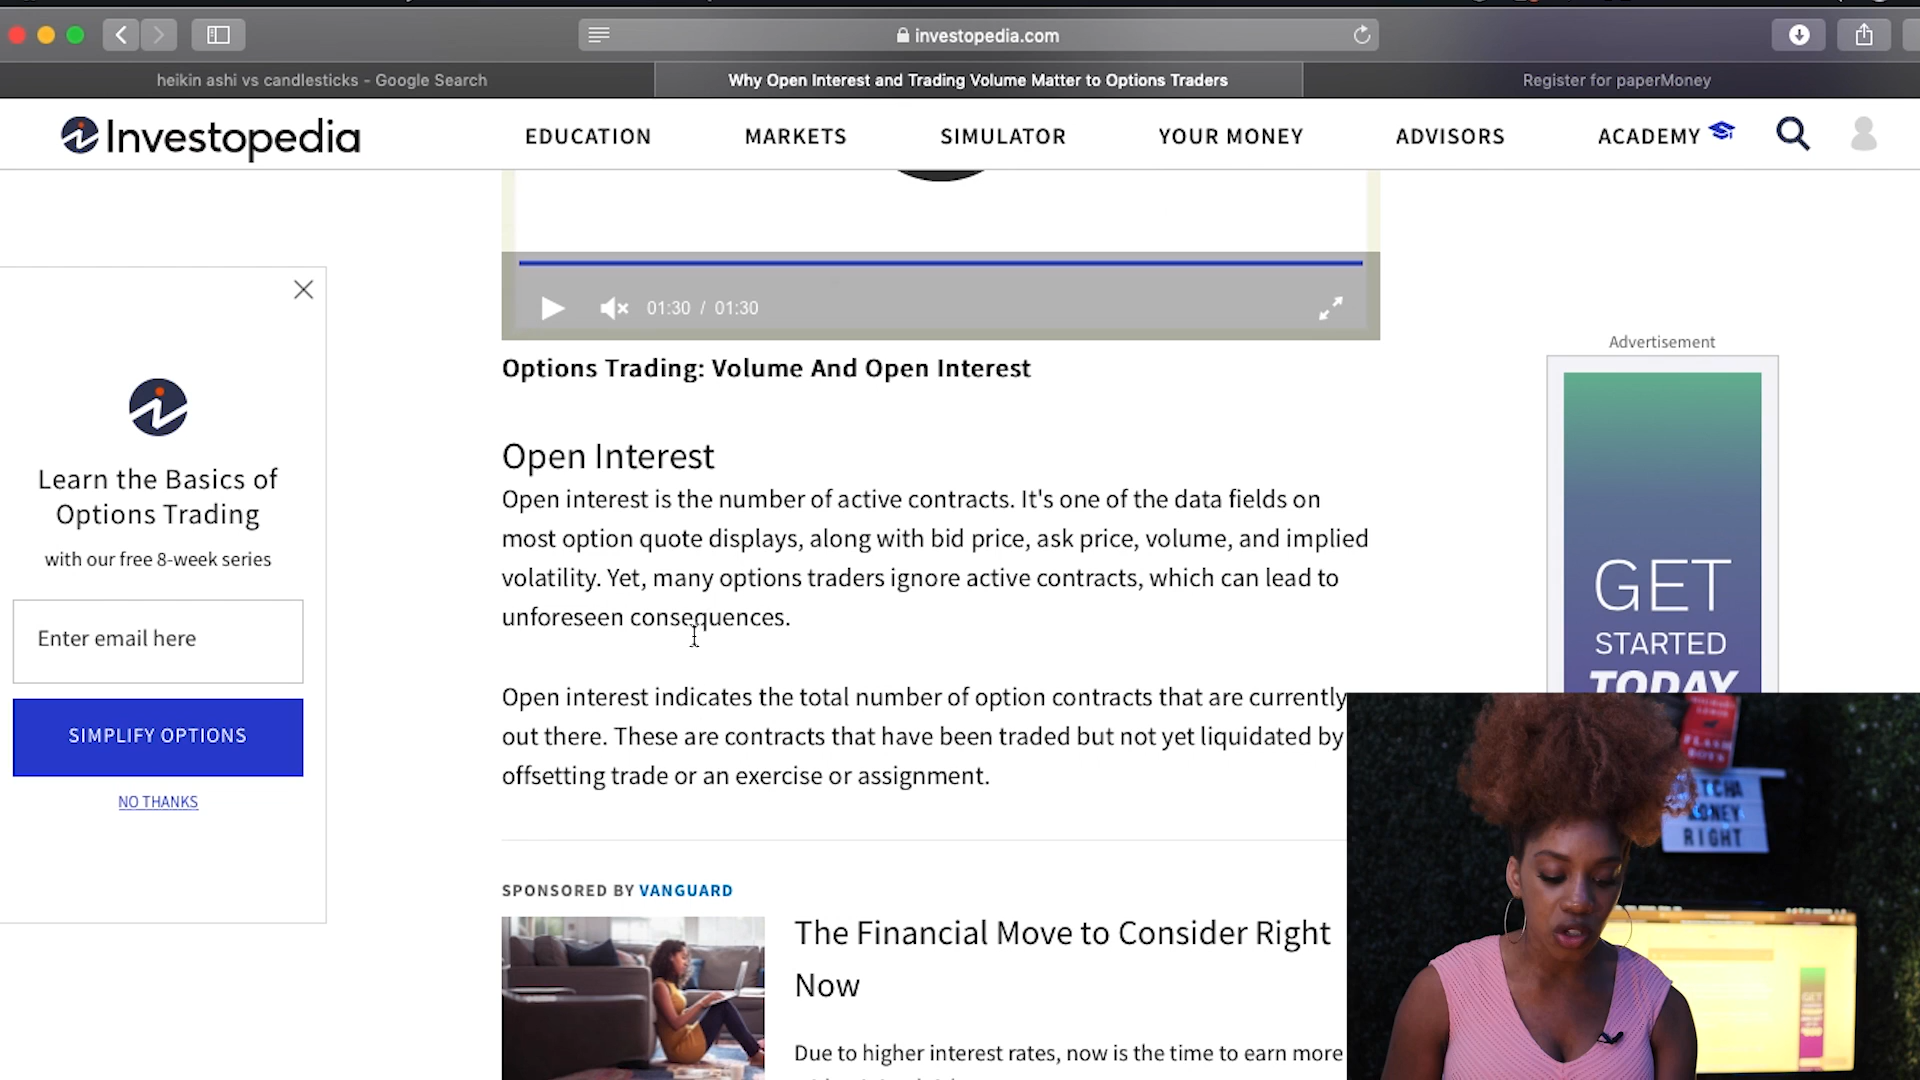 investopedia.com
heikin ashi vs candlesticks - Google Search
Why Open Interest and Trading Volume Matter to Options Traders
Register for paperMoney
Investopedia
EDUCATION
MARKETS
SIMULATOR
YOUR MONEY
ADVISORS
ACADEMY
01:30 / 01:30
Options Trading: Volume And Open Interest
Open Interest
Open interest is the number of active contracts. It's one of the data fields on
most option quote displays, along with bid price, ask price, volume, and implied
volatility. Yet, many options traders ignore active contracts, which can lead to
unforeseen consequences.
Open interest indicates the total number of option contracts that are currently
out there. These are contracts that have been traded but not yet liquidated by
offsetting trade or an exercise or assignment.
SPONSORED BY VANGUARD
The Financial Move to Consider Right
Now
Due to higher interest rates, now is the time to earn more
Learn the Basics of
Options Trading
with our free 8-week series
Enter email here
SIMPLIFY OPTIONS
NO THANKS
Advertisement
GET
STARTED
TODAY
FLASH
BOYS
TCHA
MONEY
RIGHT
GET